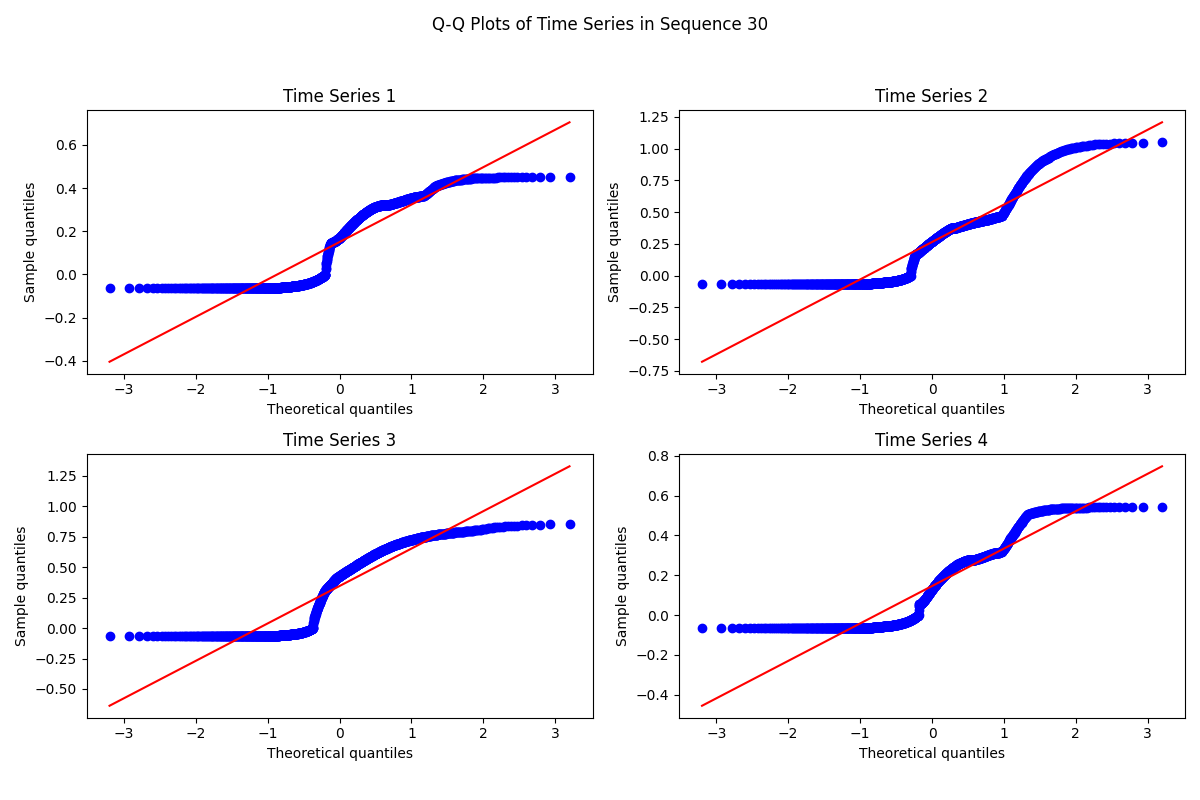 Q-Q Plots of Time Series in Sequence 30
Time Series 1
Sample quantiles
0.6
0.4
0.2
0.0
−0.2
−0.4
−3 −2 −1 0 1 2 3
Theoretical quantiles
Time Series 2
Sample quantiles
1.25
1.00
0.75
0.50
0.25
0.00
−0.25
−0.50
−0.75
−3 −2 −1 0 1 2 3
Theoretical quantiles
Time Series 3
Sample quantiles
1.25
1.00
0.75
0.50
0.25
0.00
−0.25
−0.50
−3 −2 −1 0 1 2 3
Theoretical quantiles
Time Series 4
Sample quantiles
0.8
0.6
0.4
0.2
0.0
−0.2
−0.4
−3 −2 −1 0 1 2 3
Theoretical quantiles